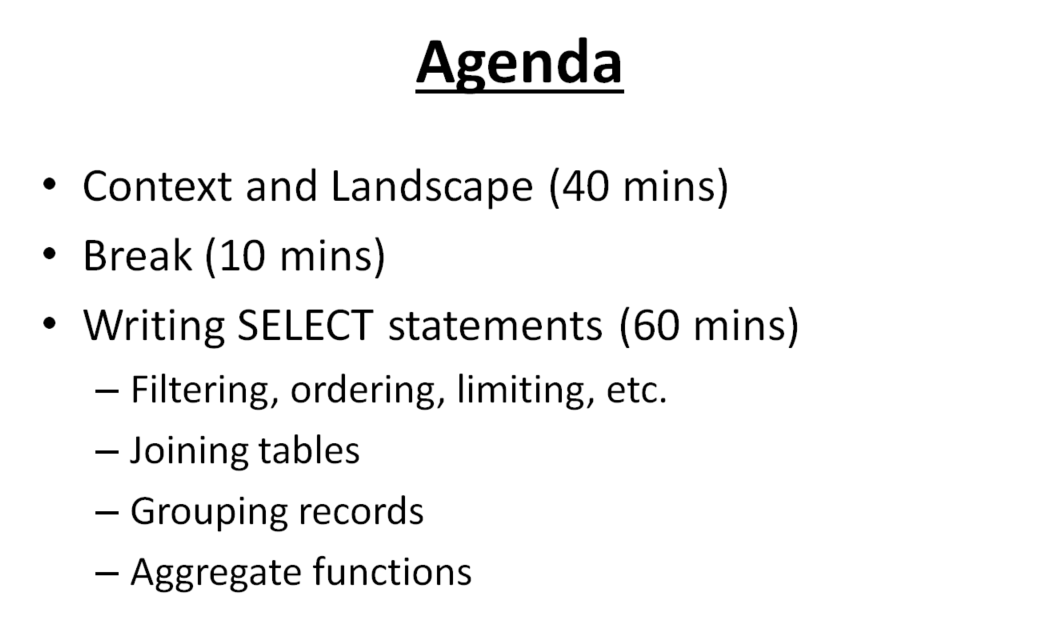 Agenda
• Context and Landscape (40 mins)
• Break (10 mins)
• Writing SELECT statements (60 mins)
– Filtering, ordering, limiting, etc.
– Joining tables
– Grouping records
– Aggregate functions